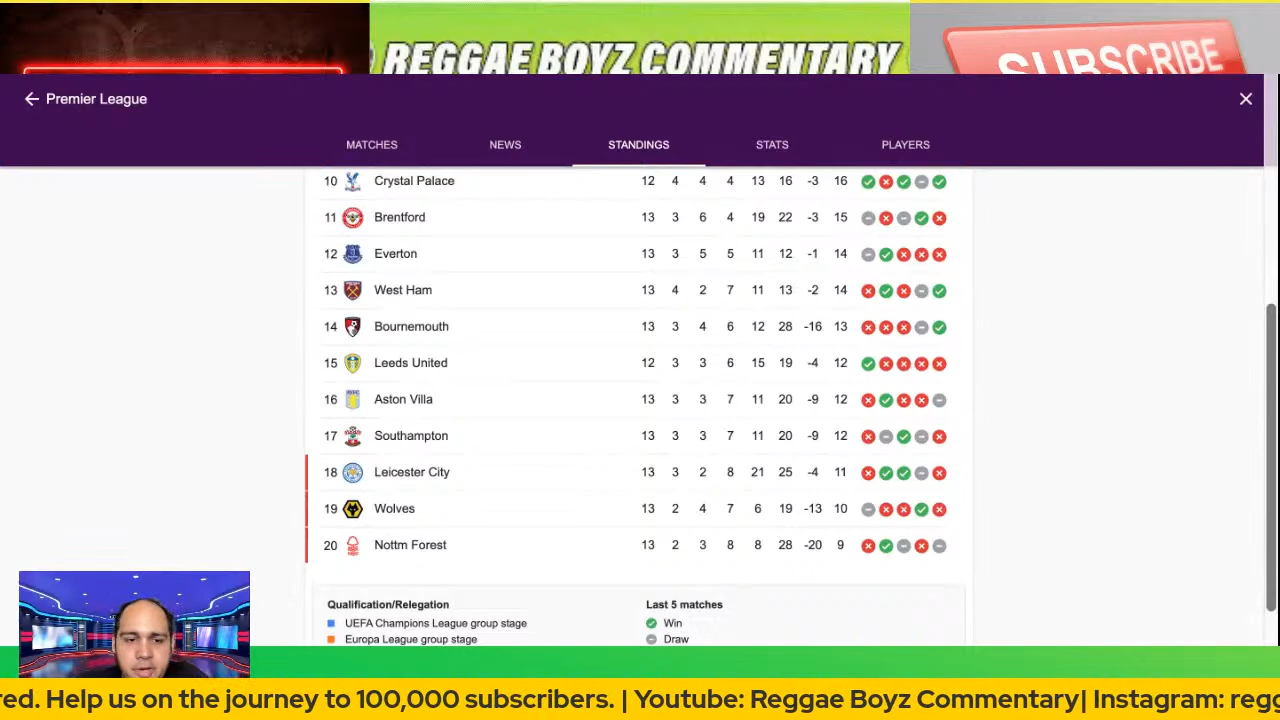 REGGAE BOYZ COMMENTARY
SUBSCRIBE
Premier League
MATCHES NEWS STANDINGS STATS PLAYERS
10 Crystal Palace 12 4 4 4 13 16 -3 16
11 Brentford 13 3 6 4 19 22 -3 15
12 Everton 13 3 5 5 11 12 -1 14
13 West Ham 13 4 2 7 11 13 -2 14
14 Bournemouth 13 3 4 6 12 28 -16 13
15 Leeds United 12 3 3 6 15 19 -4 12
16 Aston Villa 13 3 3 7 11 20 -9 12
17 Southampton 13 3 3 7 11 20 -9 12
18 Leicester City 13 3 2 8 21 25 -4 11
19 Wolves 13 2 4 7 6 19 -13 10
20 Nottm Forest 13 2 3 8 8 28 -20 9
Qualification/Relegation Last 5 matches
UEFA Champions League group stage Win
Europa League group stage Draw
red. Help us on the journey to 100,000 subscribers. | Youtube: Reggae Boyz Commentary| Instagram: regg